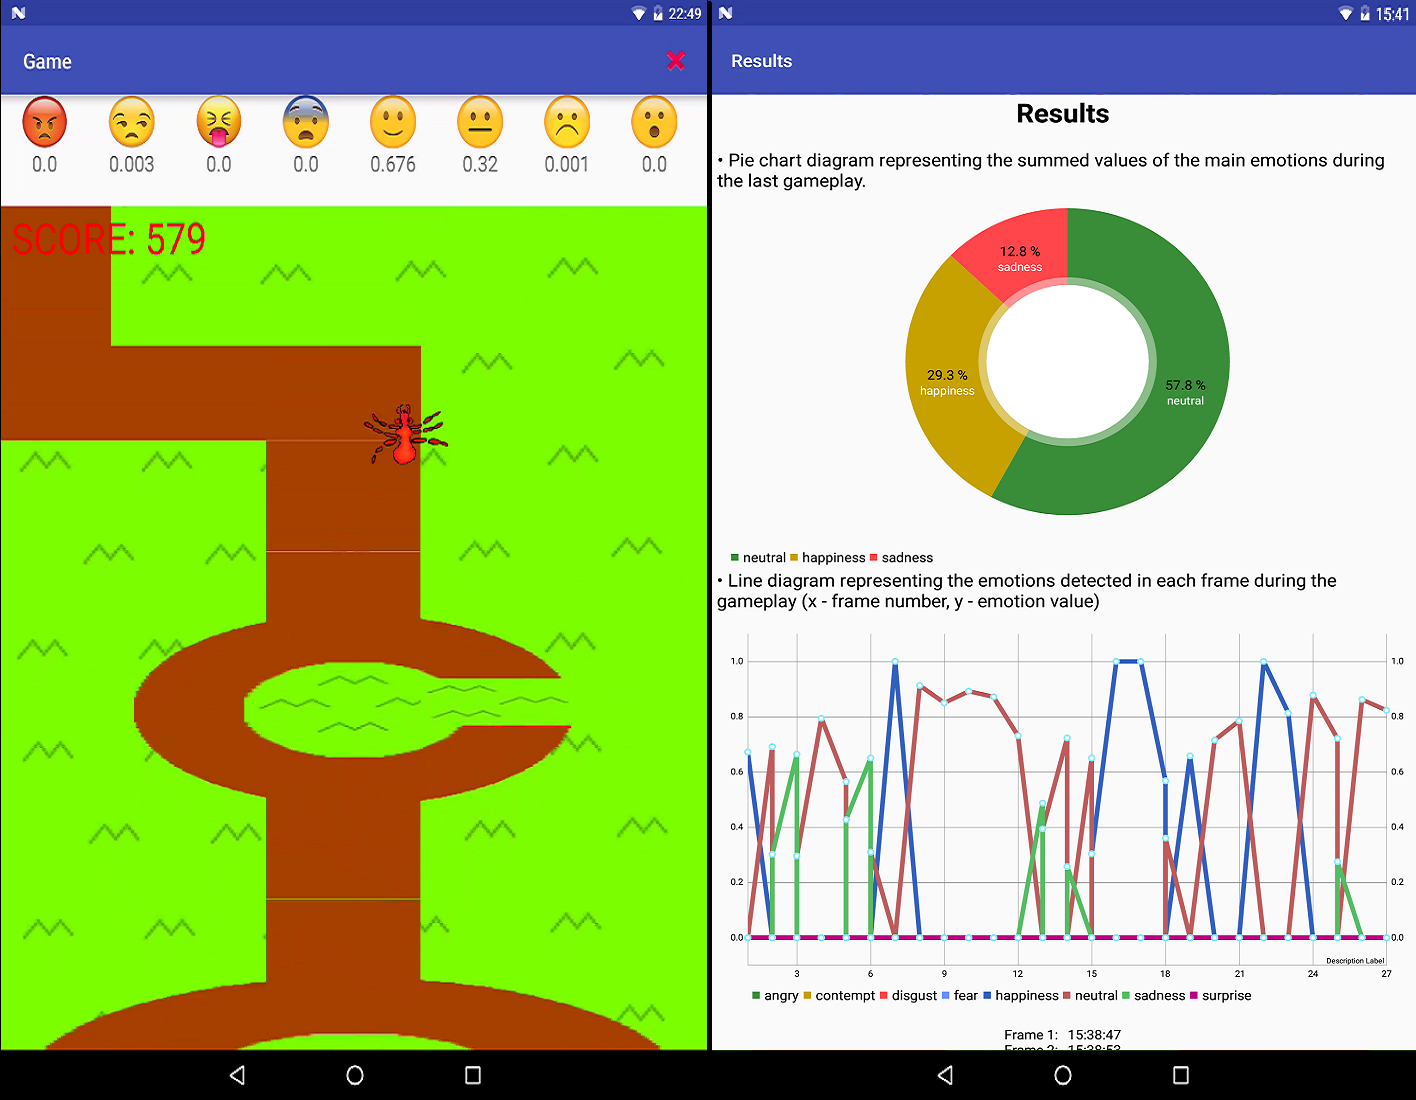 22:49
Game
0.0 0.003 0.0 0.0 0.676 0.32 0.001 0.0
SCORE: 579
15:41
Results
Results
• Pie chart diagram representing the summed values of the main emotions during
the last gameplay.
12.8 %
sadness
29.3 %
happiness
57.8 %
neutral
neutral happiness sadness
• Line diagram representing the emotions detected in each frame during the
gameplay (x - frame number, y - emotion value)
1.0 1.0
0.8 0.8
0.6 0.6
0.4 0.4
0.2 0.2
0.0 0.0
Description Label
3 6 9 12 15 18 21 24 27
angry contempt disgust fear happiness neutral sadness surprise
Frame 1: 15:38:47
Frame 2: 15:38:53